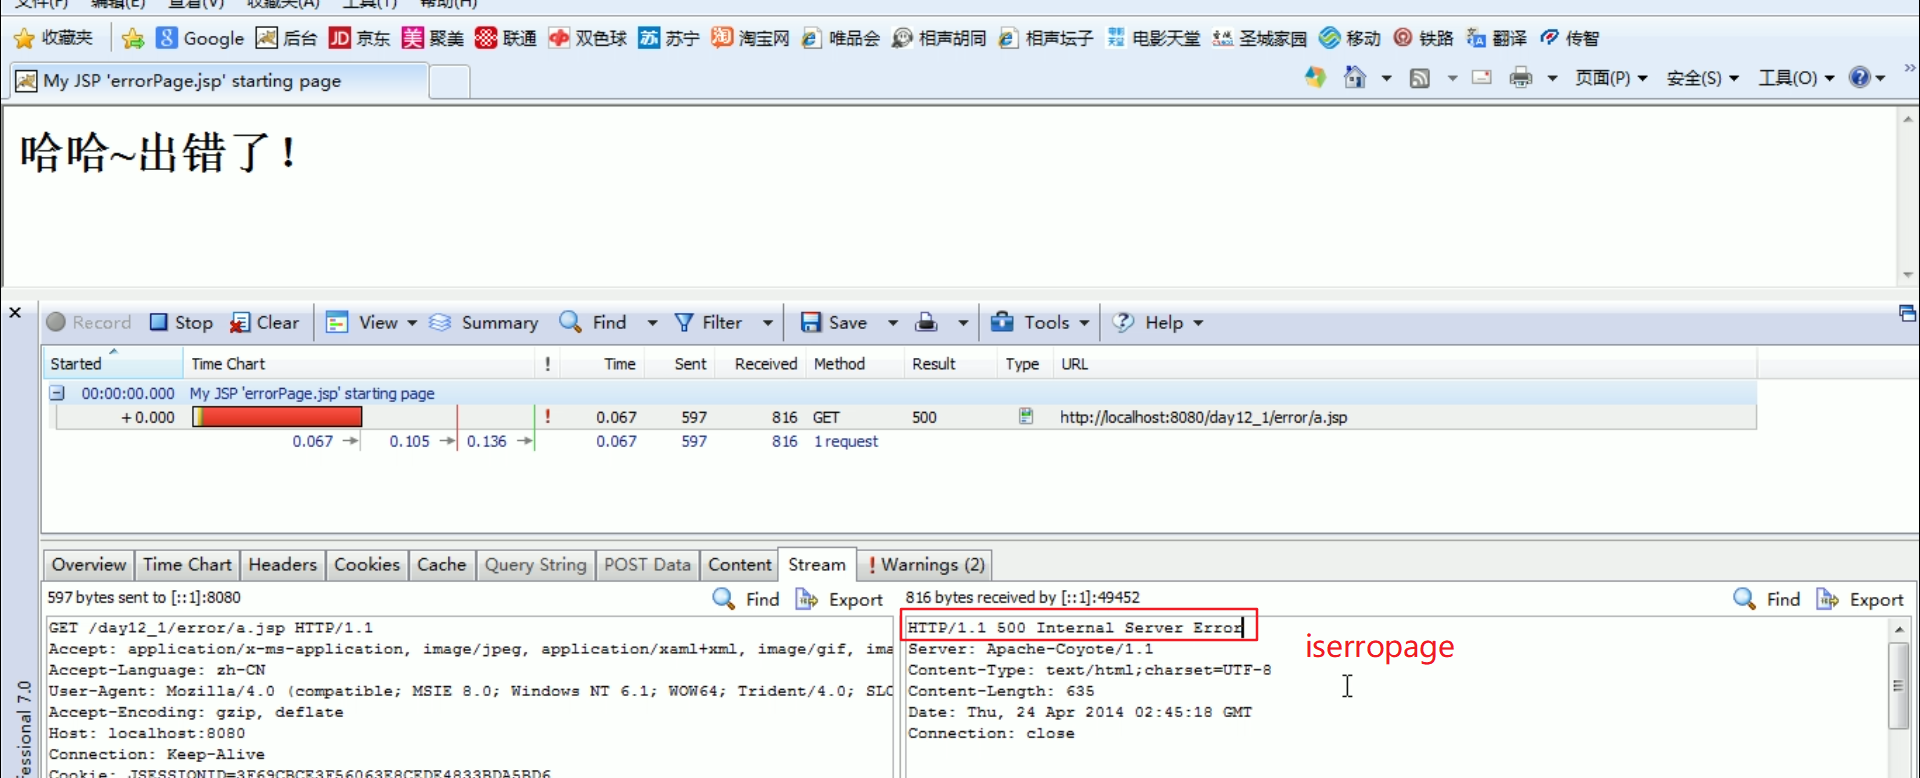 文件(F) 编辑(E) 查看(V) 收藏夹(A) 工具(T) 帮助(H)
收藏夹 Google 后台 JD 京东 美 聚美 联通 双色球 苏 苏宁 淘 淘宝网 唯品会 相声胡同 相声坛子 电影天堂 圣城家园 移动 铁路 翻译 传智
My JSP 'errorPage.jsp' starting page 页面(P) 安全(S) 工具(O)
哈哈~出错了！
Record Stop Clear View Summary Find Filter Save Tools Help
Started Time Chart ! Time Sent Received Method Result Type URL
00:00:00.000 My JSP 'errorPage.jsp' starting page
+ 0.000 ! 0.067 597 816 GET 500 http://localhost:8080/day12_1/error/a.jsp
0.067 0.105 0.136 0.067 597 816 1 request
Overview Time Chart Headers Cookies Cache Query String POST Data Content Stream ! Warnings (2)
597 bytes sent to [::1]:8080 Find Export 816 bytes received by [::1]:49452 Find Export
GET /day12_1/error/a.jsp HTTP/1.1
Accept: application/x-ms-application, image/jpeg, application/xaml+xml, image/gif, ima
Accept-Language: zh-CN
User-Agent: Mozilla/4.0 (compatible; MSIE 8.0; Windows NT 6.1; WOW64; Trident/4.0; SLC
Accept-Encoding: gzip, deflate
Host: localhost:8080
Connection: Keep-Alive
Cookie: JSESSIONID=3F69CBCE3F56063E8CEDE4833BDA5BD6
HTTP/1.1 500 Internal Server Error
Server: Apache-Coyote/1.1
Content-Type: text/html;charset=UTF-8
Content-Length: 635
Date: Thu, 24 Apr 2014 02:45:18 GMT
Connection: close
iserropage
essional 7.0